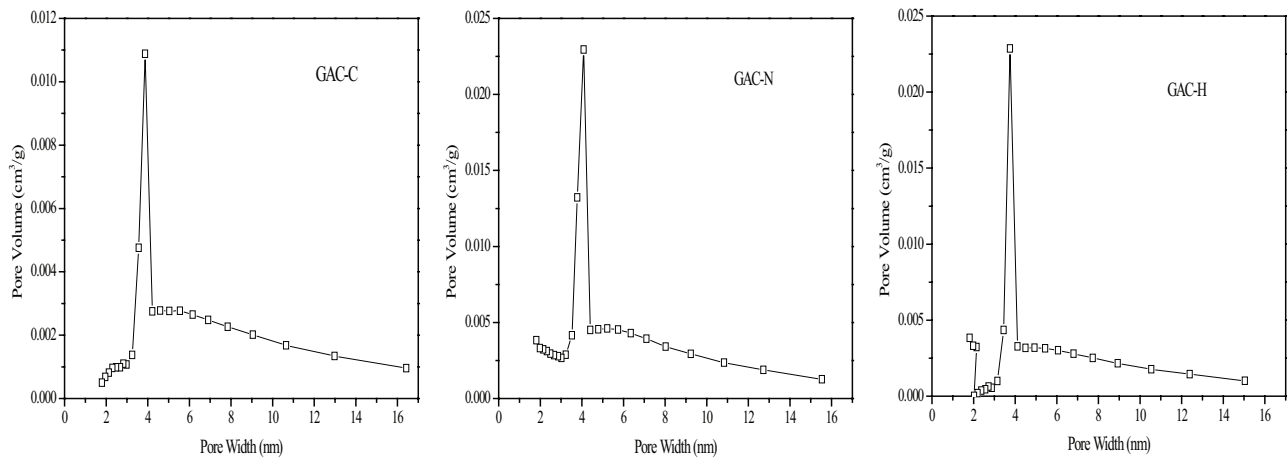 GAC-C
0.012
0.010
0.008
0.006
0.004
0.002
0.000
0 2 4 6 8 10 12 14 16
Pore Width (nm)
Pore Volume (cm³/g)
GAC-N
0.025
0.020
0.015
0.010
0.005
0.000
0 2 4 6 8 10 12 14 16
Pore Width (nm)
Pore Volume (cm³/g)
GAC-H
0.025
0.020
0.015
0.010
0.005
0.000
0 2 4 6 8 10 12 14 16
Pore Width (nm)
Pore Volume (cm³/g)